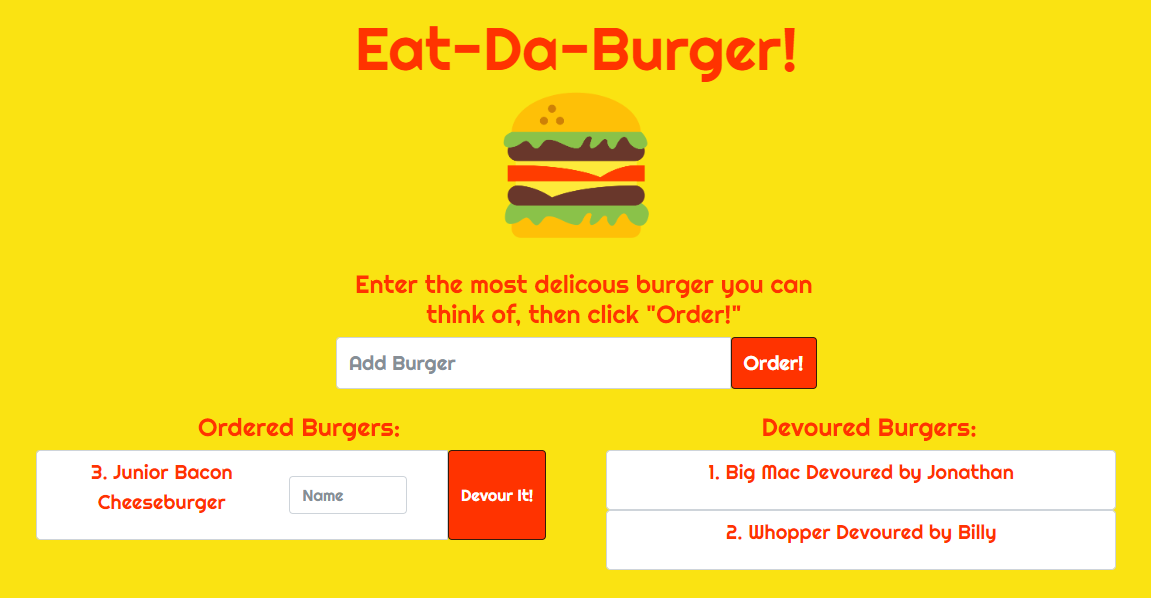 Eat-Da-Burger!
Enter the most delicous burger you can
think of, then click "Order!"
Add Burger
Order!
Ordered Burgers:
3. Junior Bacon
Cheeseburger
Name
Devour It!
Devoured Burgers:
1. Big Mac Devoured by Jonathan
2. Whopper Devoured by Billy